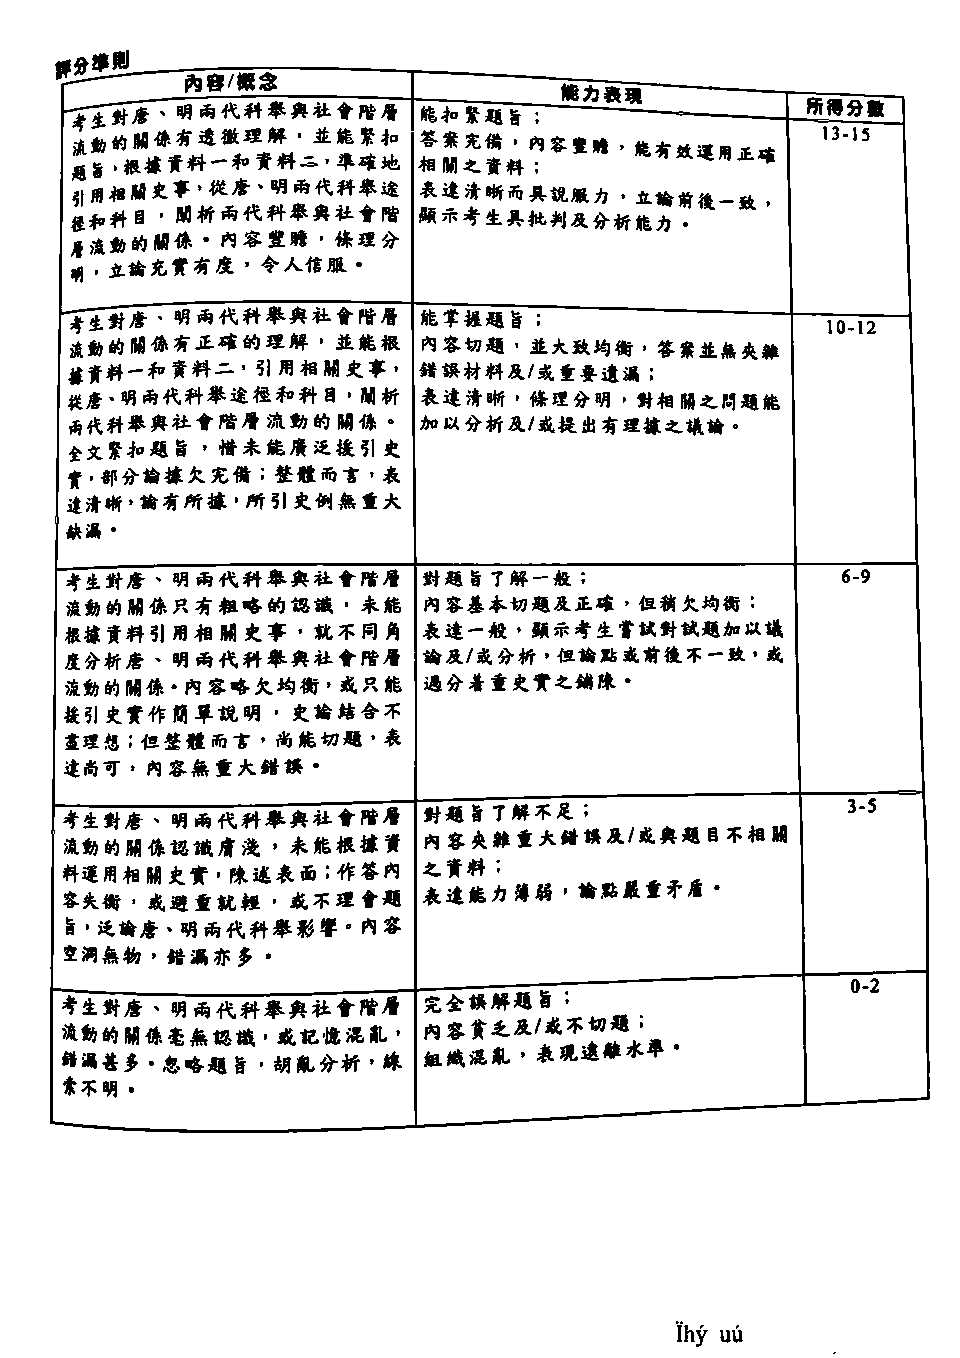 評分準則
內容/概念
能力表現
所得分數
考生對唐、明兩代科舉與社會階層
流動的關係有透徹理解，並能緊扣
題旨，根據資料一和資料二，準確地
引用相關史事，從唐、明兩代科舉途
徑和科目，闡析兩代科舉與社會階
層流動的關係。內容豐贍，條理分
明，立論充實有度，令人信服。
能扣緊題旨；
答案完備，內容豐贍，能有效運用正確
相關之資料；
表達清晰而具說服力，立論前後一致，
顯示考生具批判及分析能力。
13-15
考生對唐、明兩代科舉與社會階層
流動的關係有正確的理解，並能根
據資料一和資料二，引用相關史事，
從唐、明兩代科舉途徑和科目，闡析
兩代科舉與社會階層流動的關係。
全文緊扣題旨，惜未能廣泛援引史
實，部分論據欠完備；整體而言，表
達清晰，論有所據，所引史例無重大
缺漏。
能掌握題旨；
內容切題，並大致均衡，答案並無夾雜
錯誤材料及/或重要遺漏；
表達清晰，條理分明，對相關之問題能
加以分析及/或提出有理據之議論。
10-12
考生對唐、明兩代科舉與社會階層
流動的關係只有粗略的認識，未能
根據資料引用相關史事，就不同角
度分析唐、明兩代科舉與社會階層
流動的關係。內容略欠均衡，或只能
援引史實作簡單說明，史論結合不
盡理想；但整體而言，尚能切題，表
達尚可，內容無重大錯誤。
對題旨了解一般；
內容基本切題及正確，但稍欠均衡；
表達一般，顯示考生嘗試對試題加以議
論及/或分析，但論點或前後不一致，或
過分着重史實之鋪陳。
6-9
考生對唐、明兩代科舉與社會階層
流動的關係認識膚淺，未能根據資
料運用相關史實，陳述表面；作答內
容失衡，或避重就輕，或不理會題
旨，泛論唐、明兩代科舉影響。內容
空洞無物，錯漏亦多。
對題旨了解不足；
內容夾雜重大錯誤及/或與題目不相關
之資料；
表達能力薄弱，論點嚴重矛盾。
3-5
考生對唐、明兩代科舉與社會階層
流動的關係毫無認識，或記憶混亂，
錯漏甚多。忽略題旨，胡亂分析，線
索不明。
完全誤解題旨；
內容貧乏及/或不切題；
組織混亂，表現遠離水準。
0-2
Ïhý uú